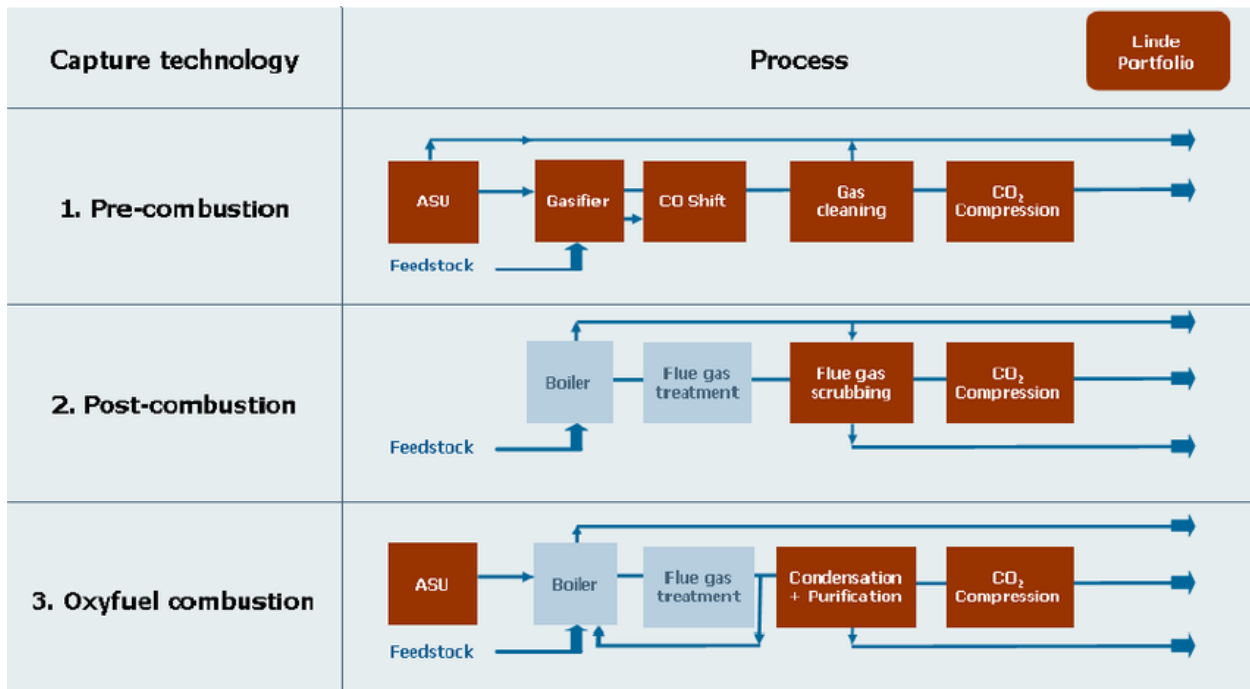 Capture technology
Process
Linde
Portfolio
1. Pre-combustion
ASU
Gasifier
CO Shift
Gas
cleaning
CO₂
Compression
Feedstock
2. Post-combustion
Boiler
Flue gas
treatment
Flue gas
scrubbing
CO₂
Compression
Feedstock
3. Oxyfuel combustion
ASU
Boiler
Flue gas
treatment
Condensation
+ Purification
CO₂
Compression
Feedstock